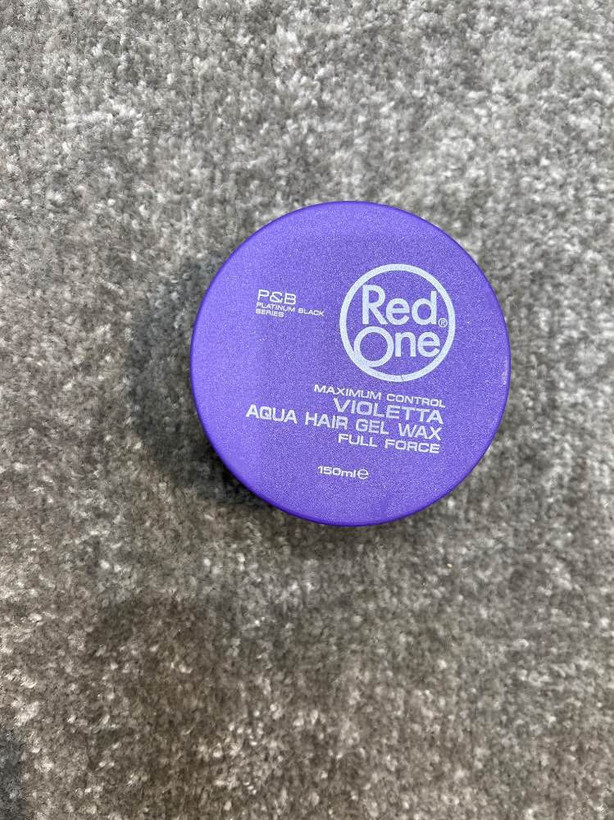 P&B
PLATINUM BLACK
SERIES
Red
One®
MAXIMUM CONTROL
VIOLETTA
AQUA HAIR GEL WAX
FULL FORCE
150ml℮